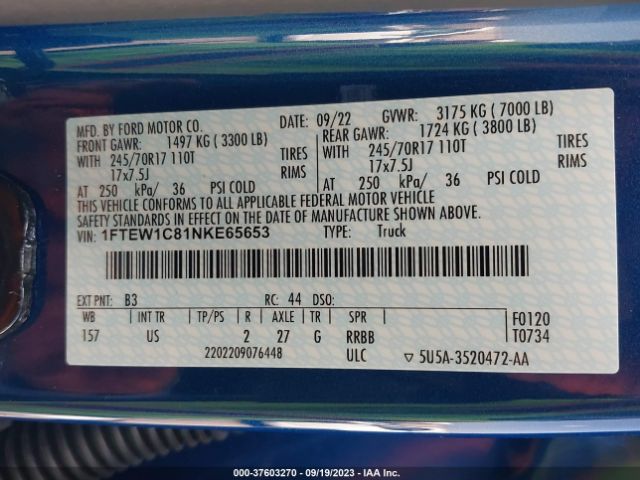 MFD. BY FORD MOTOR CO. DATE: 09/22 GVWR: 3175 KG ( 7000 LB)
FRONT GAWR: 1497 KG ( 3300 LB) REAR GAWR: 1724 KG ( 3800 LB)
WITH 245/70R17 110T TIRES WITH 245/70R17 110T TIRES
17x7.5J RIMS 17x7.5J RIMS
AT 250 kPa/ 36 PSI COLD AT 250 kPa/ 36 PSI COLD
THIS VEHICLE CONFORMS TO ALL APPLICABLE FEDERAL MOTOR VEHICLE
SAFETY STANDARDS IN EFFECT ON THE DATE OF MANUFACTURE SHOWN ABOVE.
VIN: 1FTEW1C81NKE65653 TYPE: Truck
EXT PNT: B3 RC: 44 DSO:
WB INT TR TP/PS R AXLE TR SPR F0120
157 US 2 27 G RRBB T0734
2202209076448 ULC ▽ 5U5A-3520472-AA
000-37603270 - 09/19/2023 - IAA Inc.